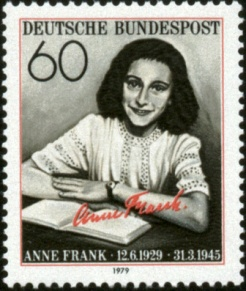 DEUTSCHE BUNDESPOST
60
Anne Frank.
ANNE FRANK · 12.6.1929 · 31.3.1945
1979